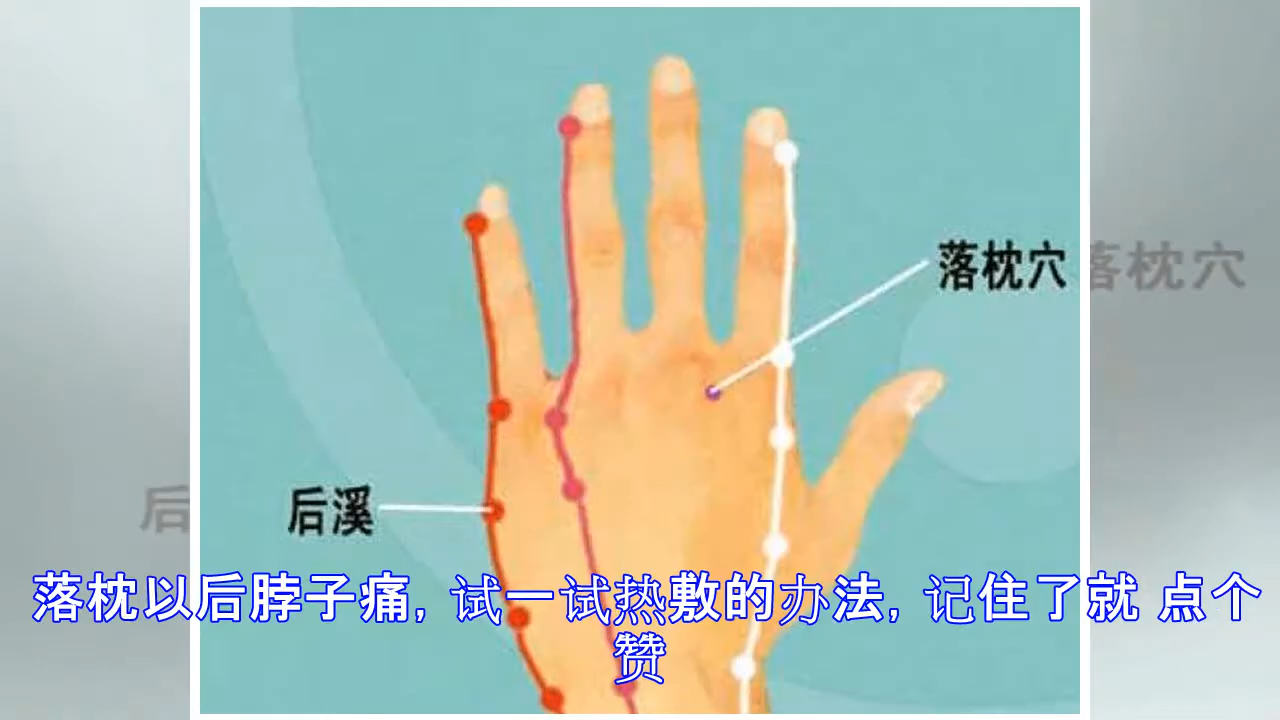 落枕穴
落枕穴
后溪
后
落枕以后脖子痛, 试一试热敷的办法, 记住了就 点个
赞